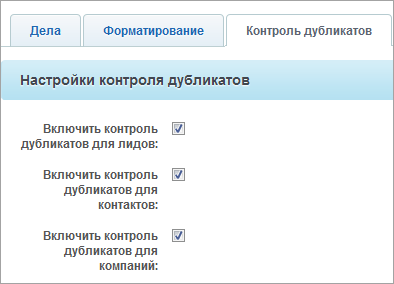 Дела Форматирование Контроль дубликатов
Настройки контроля дубликатов
Включить контроль
дубликатов для лидов:
Включить контроль
дубликатов для
контактов:
Включить контроль
дубликатов для
компаний: